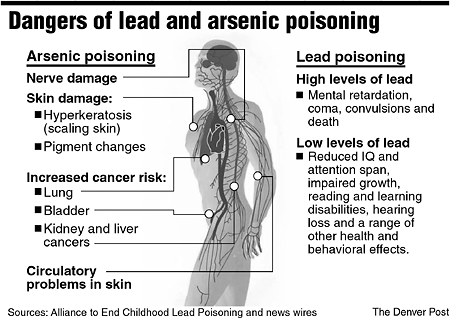 Dangers of lead and arsenic poisoning
Arsenic poisoning
Nerve damage
Skin damage:
■ Hyperkeratosis
(scaling skin)
■ Pigment changes
Increased cancer risk:
■ Lung
■ Bladder
■ Kidney and liver
cancers
Circulatory
problems in skin
Lead poisoning
High levels of lead
■ Mental retardation,
coma, convulsions and
death
Low levels of lead
■ Reduced IQ and
attention span,
impaired growth,
reading and learning
disabilities, hearing
loss and a range of
other health and
behavioral effects.
Sources: Alliance to End Childhood Lead Poisoning and news wires
The Denver Post